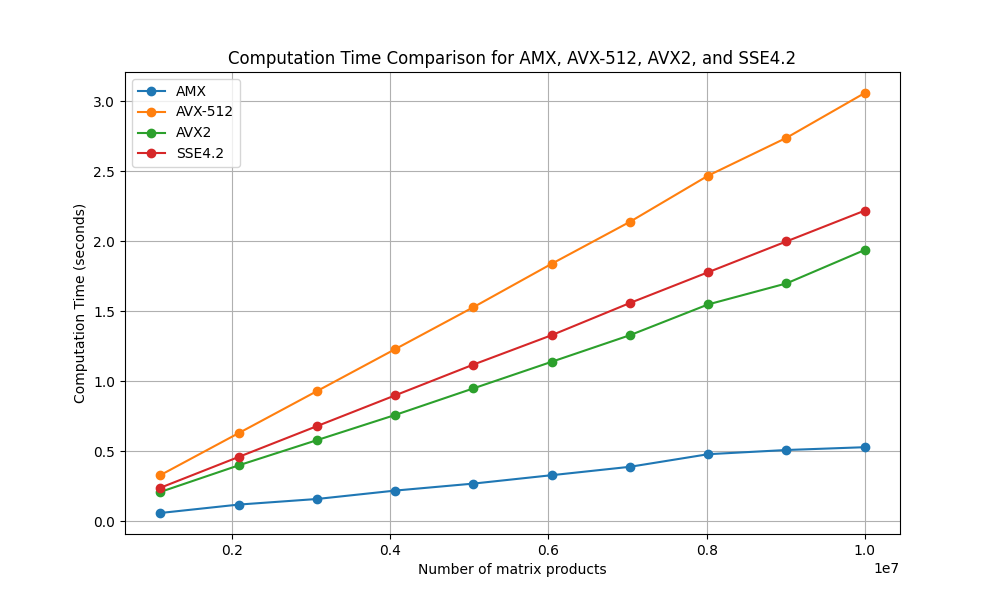 Computation Time Comparison for AMX, AVX-512, AVX2, and SSE4.2
AMX
AVX-512
AVX2
SSE4.2
Computation Time (seconds)
3.0
2.5
2.0
1.5
1.0
0.5
0.0
0.2 0.4 0.6 0.8 1.0
1e7
Number of matrix products